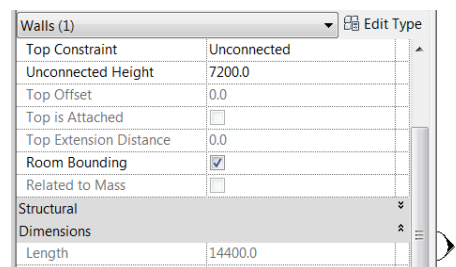 Walls (1) Edit Type
Top Constraint Unconnected
Unconnected Height 7200.0
Top Offset 0.0
Top is Attached
Top Extension Distance 0.0
Room Bounding
Related to Mass
Structural
Dimensions
Length 14400.0